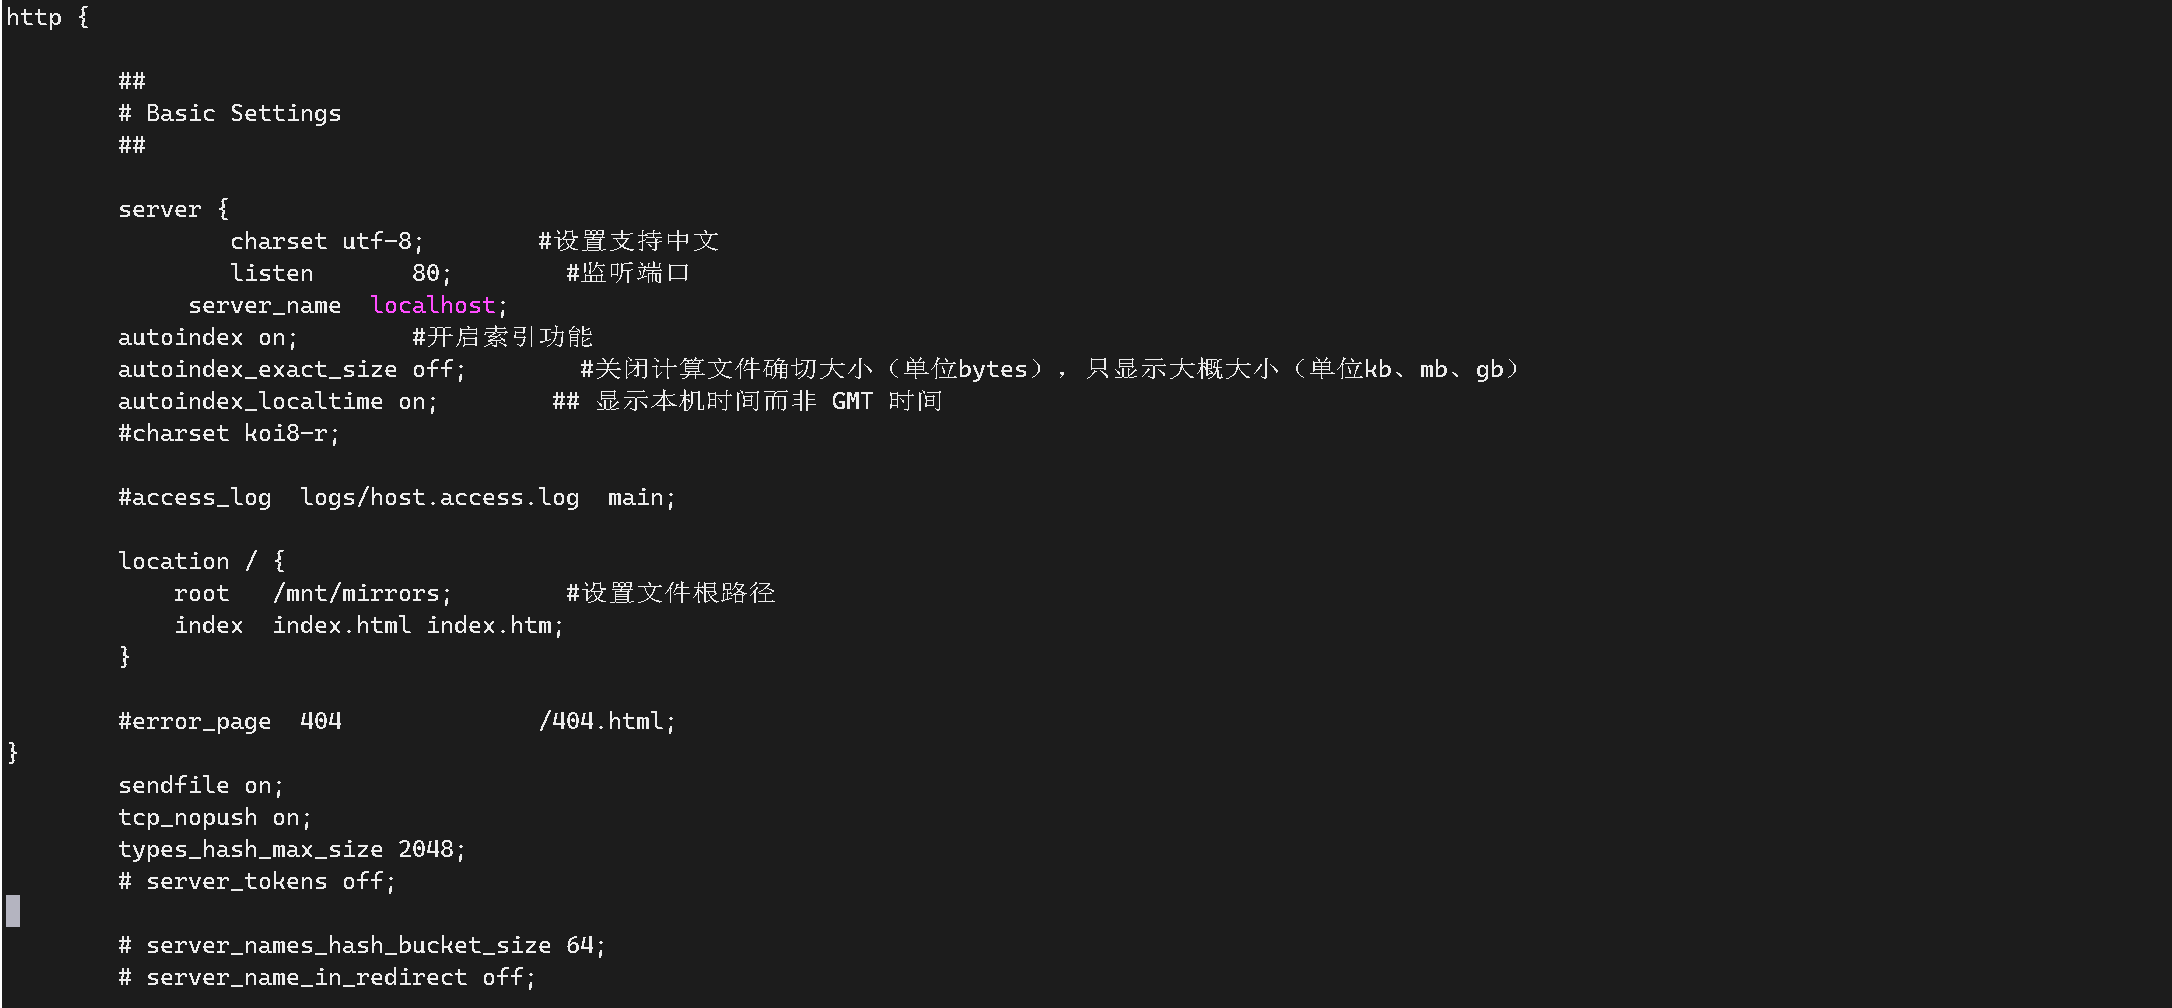 http {
##
# Basic Settings
##
server {
charset utf-8;        #设置支持中文
listen       80;        #监听端口
server_name  localhost;
autoindex on;        #开启索引功能
autoindex_exact_size off;        #关闭计算文件确切大小（单位bytes），只显示大概大小（单位kb、mb、gb）
autoindex_localtime on;        ## 显示本机时间而非 GMT 时间
#charset koi8-r;
#access_log  logs/host.access.log  main;
location / {
root   /mnt/mirrors;        #设置文件根路径
index  index.html index.htm;
}
#error_page  404              /404.html;
}
sendfile on;
tcp_nopush on;
types_hash_max_size 2048;
# server_tokens off;
# server_names_hash_bucket_size 64;
# server_name_in_redirect off;